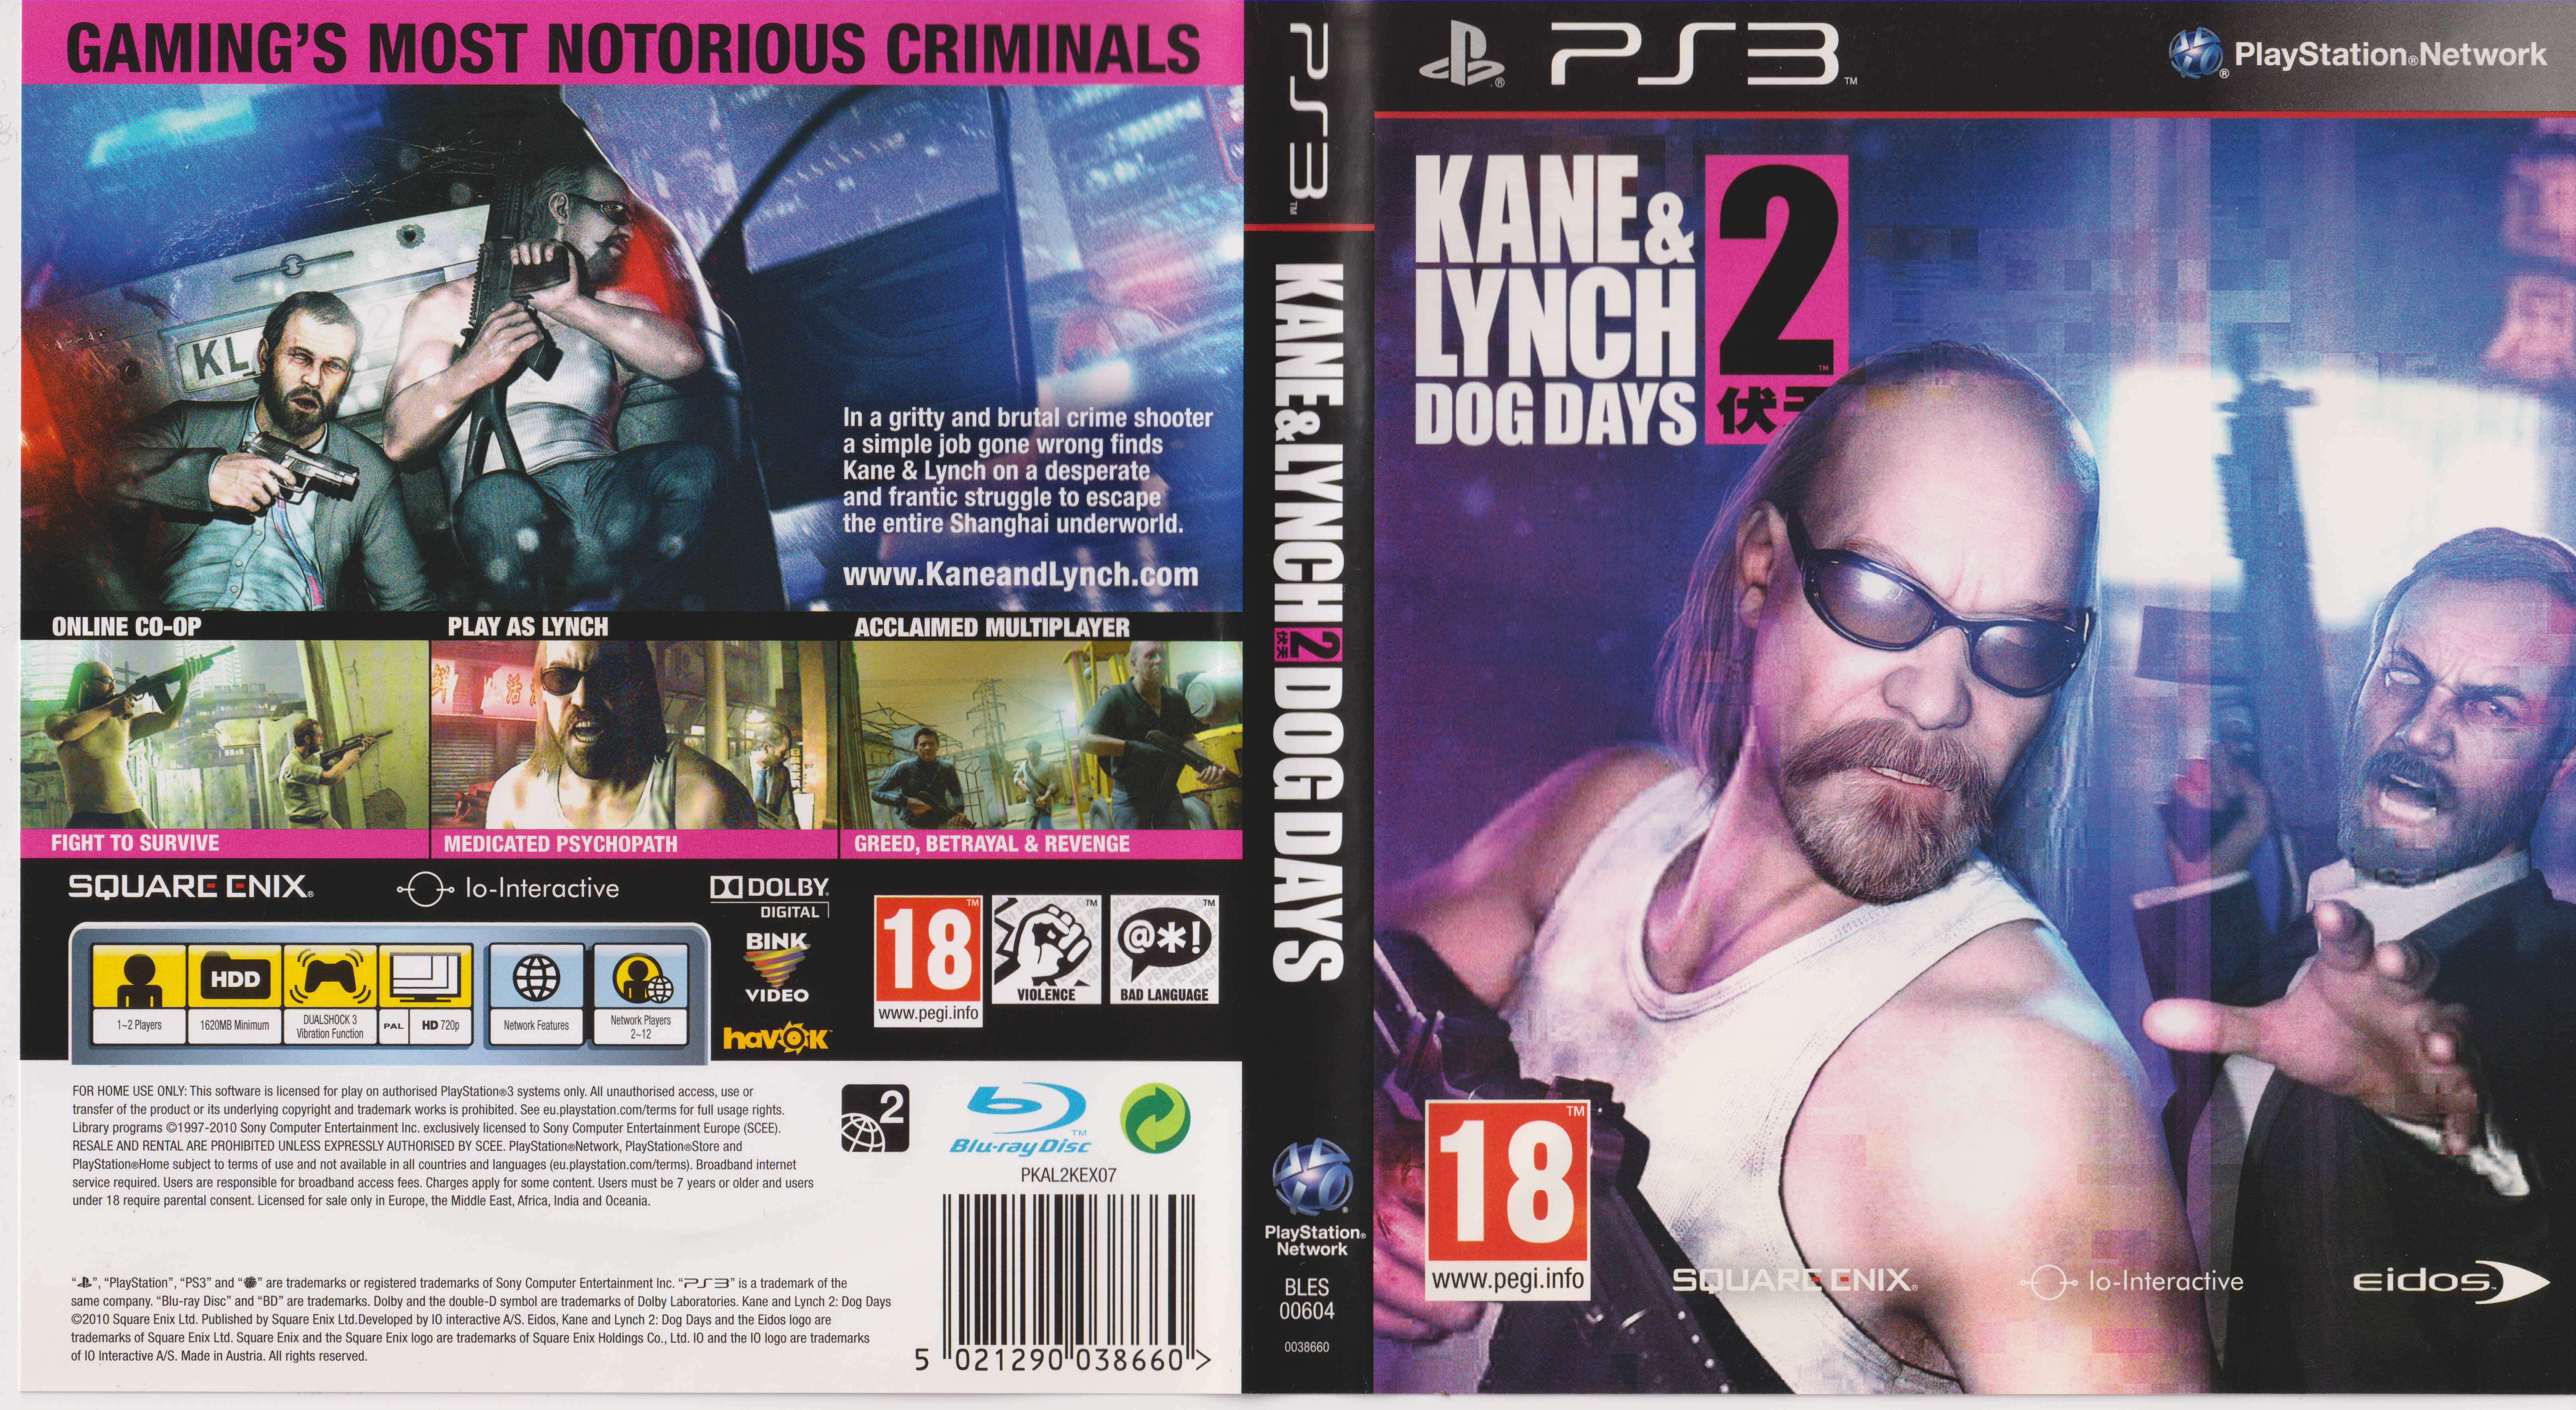 GAMING'S MOST NOTORIOUS CRIMINALS
KL
In a gritty and brutal crime shooter
a simple job gone wrong finds
Kane & Lynch on a desperate
and frantic struggle to escape
the entire Shanghai underworld.
www.KaneandLynch.com
ONLINE CO-OP
FIGHT TO SURVIVE
PLAY AS LYNCH
MEDICATED PSYCHOPATH
ACCLAIMED MULTIPLAYER
GREED, BETRAYAL & REVENGE
SQUARE ENIX®
Io-Interactive
DOLBY
DIGITAL
BINK
VIDEO
havok™
1~2 Players
HDD
1620MB Minimum
DUALSHOCK 3
Vibration Function
PAL
HD 720p
Network Features
Network Players
2~12
18™
www.pegi.info
VIOLENCE
@*!
BAD LANGUAGE
FOR HOME USE ONLY: This software is licensed for play on authorised PlayStation®3 systems only. All unauthorised access, use or
transfer of the product or its underlying copyright and trademark works is prohibited. See eu.playstation.com/terms for full usage rights.
Library programs ©1997-2010 Sony Computer Entertainment Inc. exclusively licensed to Sony Computer Entertainment Europe (SCEE).
RESALE AND RENTAL ARE PROHIBITED UNLESS EXPRESSLY AUTHORISED BY SCEE. PlayStation®Network, PlayStation®Store and
PlayStation®Home subject to terms of use and not available in all countries and languages (eu.playstation.com/terms). Broadband internet
service required. Users are responsible for broadband access fees. Charges apply for some content. Users must be 7 years or older and users
under 18 require parental consent. Licensed for sale only in Europe, the Middle East, Africa, India and Oceania.
2
Blu-ray Disc™
PKAL2KEX07
5 021290 038660 >
"", "PlayStation", "PS3" and "" are trademarks or registered trademarks of Sony Computer Entertainment Inc. "PS3" is a trademark of the
same company. "Blu-ray Disc" and "BD" are trademarks. Dolby and the double-D symbol are trademarks of Dolby Laboratories. Kane and Lynch 2: Dog Days
©2010 Square Enix Ltd. Published by Square Enix Ltd.Developed by IO interactive A/S. Eidos, Kane and Lynch 2: Dog Days and the Eidos logo are
trademarks of Square Enix Ltd. Square Enix and the Square Enix logo are trademarks of Square Enix Holdings Co., Ltd. IO and the IO logo are trademarks
of IO Interactive A/S. Made in Austria. All rights reserved.
PS3™
KANE & LYNCH 2 伏天 DOG DAYS
PlayStation®
Network
BLES
00604
0038660
PS3™
PlayStation®Network
KANE &
LYNCH
DOG DAYS
2™
伏
18™
www.pegi.info
SQUARE ENIX®
Io-Interactive
eidos